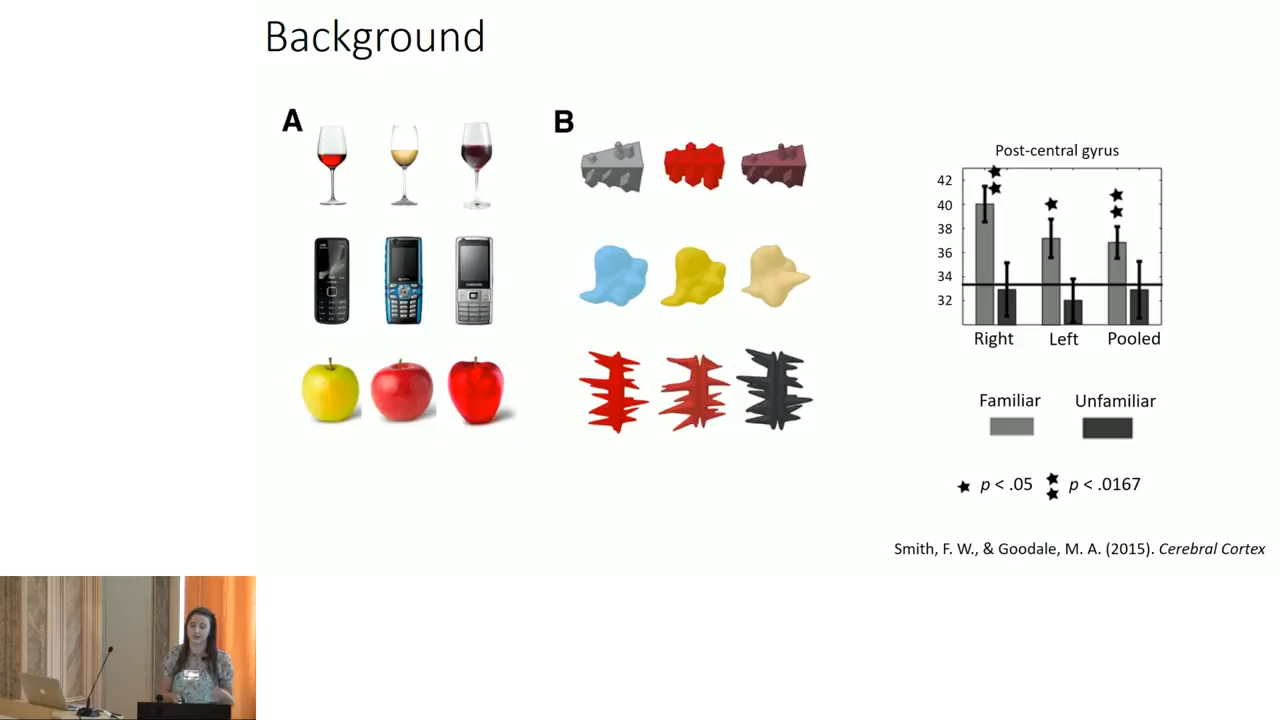 Background
A
B
Post-central gyrus
42
40
38
36
34
32
Right Left Pooled
Familiar Unfamiliar
p < .05 p < .0167
Smith, F. W., & Goodale, M. A. (2015). Cerebral Cortex